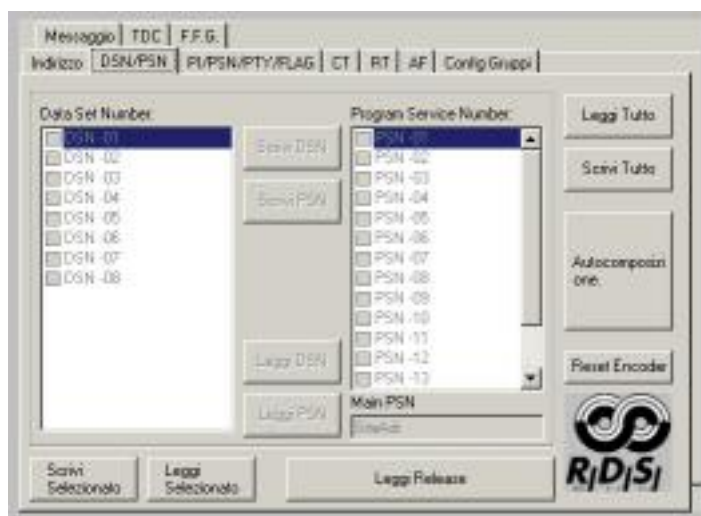 Messaggio TDC F.F.G.
Indirizzo DSN/PSN PI/PSN/PTY/FLAG CT RT AF Config Gruppi
Data Set Number:
DSN -01
DSN -02
DSN -03
DSN -04
DSN -05
DSN -06
DSN -07
DSN -08
Scrivi DSN
Scrivi PSN
Leggi DSN
Leggi PSN
Program Service Number:
PSN -01
PSN -02
PSN -03
PSN -04
PSN -05
PSN -06
PSN -07
PSN -08
PSN -09
PSN -10
PSN -11
PSN -12
PSN -13
Main PSN
Leggi Tutto
Scrivi Tutto
Autocomposizi
one.
Reset Encoder
RDS
Scrivi
Selezionato
Leggi
Selezionato
Leggi Release